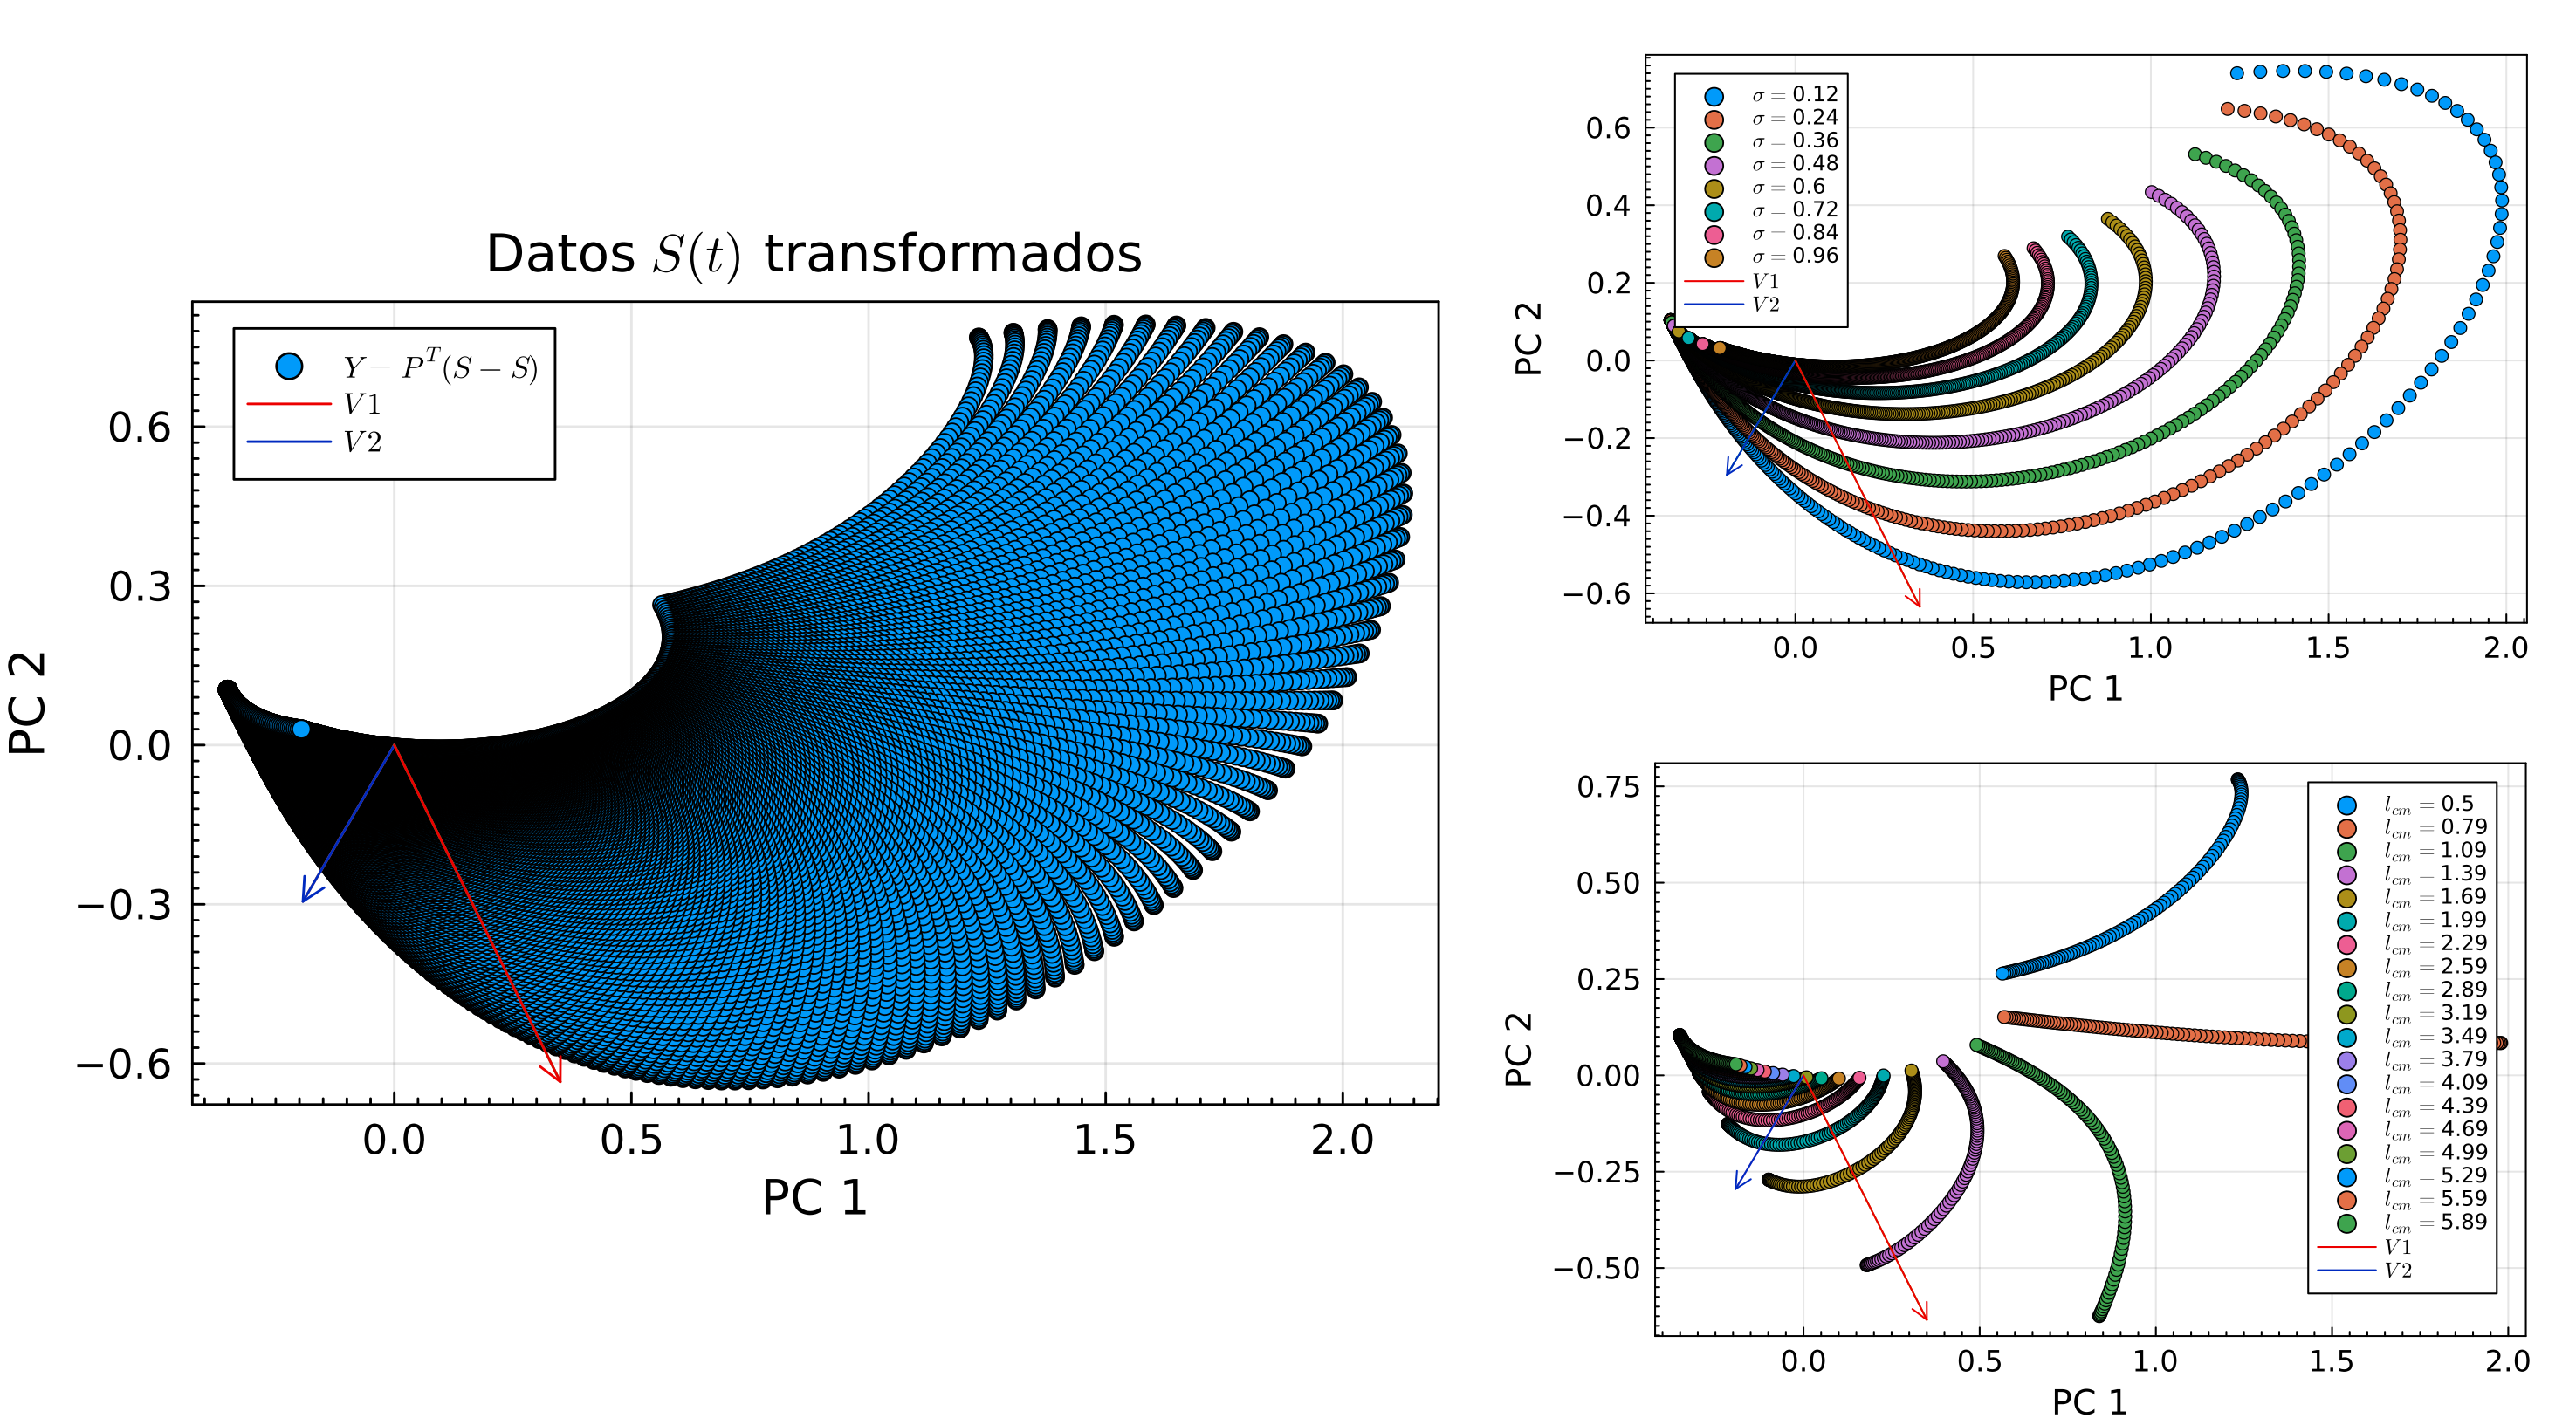 Datos S(t) transformados
Y = P^T(S − S̄)
V1
V2
PC 2
0.6
0.3
0.0
−0.3
−0.6
0.0 0.5 1.0 1.5 2.0
PC 1
σ = 0.12
σ = 0.24
σ = 0.36
σ = 0.48
σ = 0.6
σ = 0.72
σ = 0.84
σ = 0.96
V1
V2
PC 2
0.6
0.4
0.2
0.0
−0.2
−0.4
−0.6
0.0 0.5 1.0 1.5 2.0
PC 1
l_cm = 0.5
l_cm = 0.79
l_cm = 1.09
l_cm = 1.39
l_cm = 1.69
l_cm = 1.99
l_cm = 2.29
l_cm = 2.59
l_cm = 2.89
l_cm = 3.19
l_cm = 3.49
l_cm = 3.79
l_cm = 4.09
l_cm = 4.39
l_cm = 4.69
l_cm = 4.99
l_cm = 5.29
l_cm = 5.59
l_cm = 5.89
V1
V2
PC 2
0.75
0.50
0.25
0.00
−0.25
−0.50
0.0 0.5 1.0 1.5 2.0
PC 1